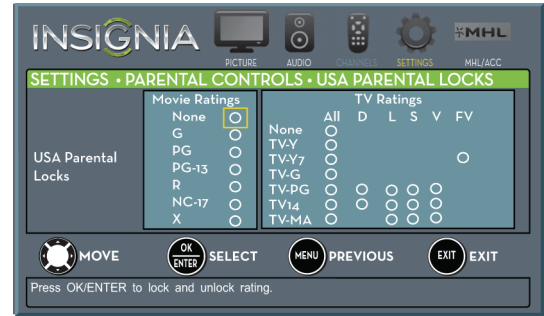 INSIGNIA
PICTURE AUDIO CHANNELS SETTINGS MHL/ACC
MHL
SETTINGS • PARENTAL CONTROLS • USA PARENTAL LOCKS
USA Parental
Locks
Movie Ratings
None
G
PG
PG-13
R
NC-17
X
TV Ratings
All D L S V FV
None
TV-Y
TV-Y7
TV-G
TV-PG
TV14
TV-MA
MOVE
OK
ENTER
SELECT
MENU
PREVIOUS
EXIT
EXIT
Press OK/ENTER to lock and unlock rating.